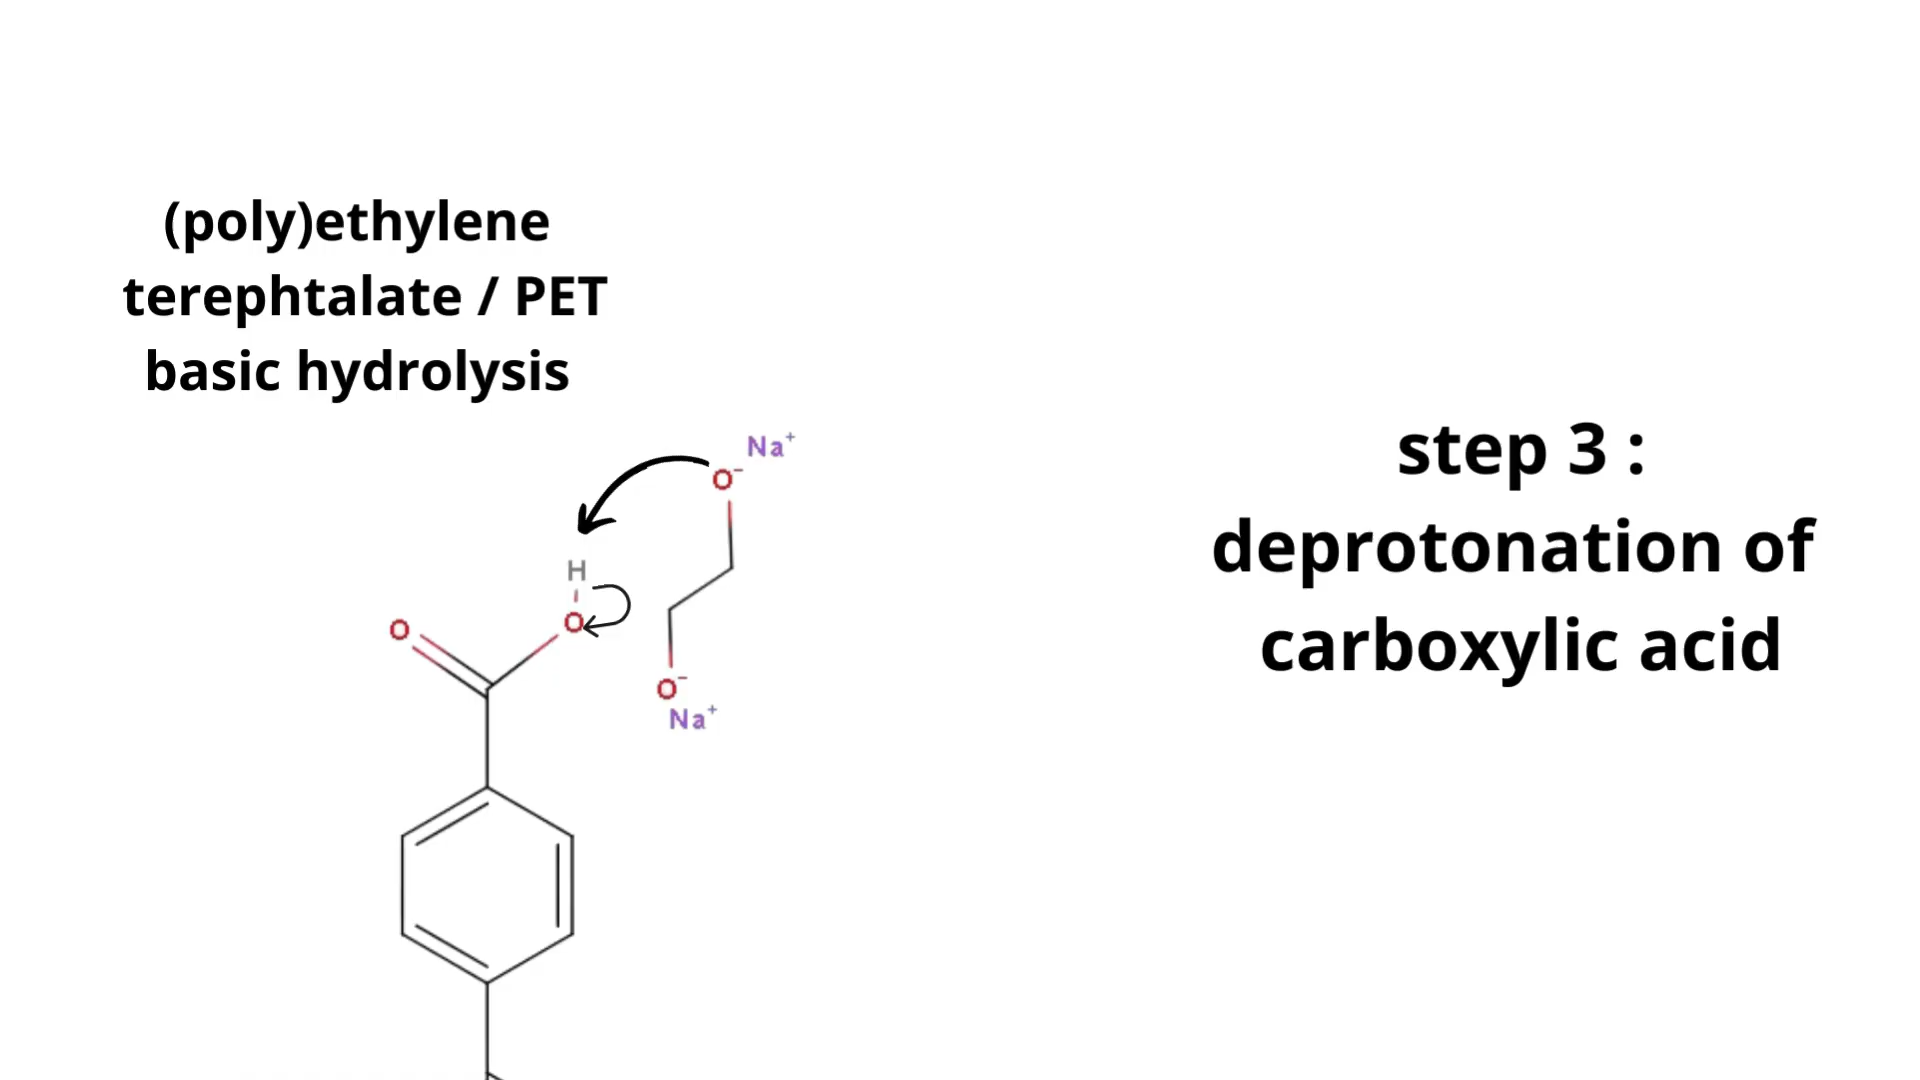 (poly)ethylene
terephtalate / PET
basic hydrolysis
Na⁺
O⁻
H
O
O
O⁻
Na⁺
step 3 :
deprotonation of
carboxylic acid